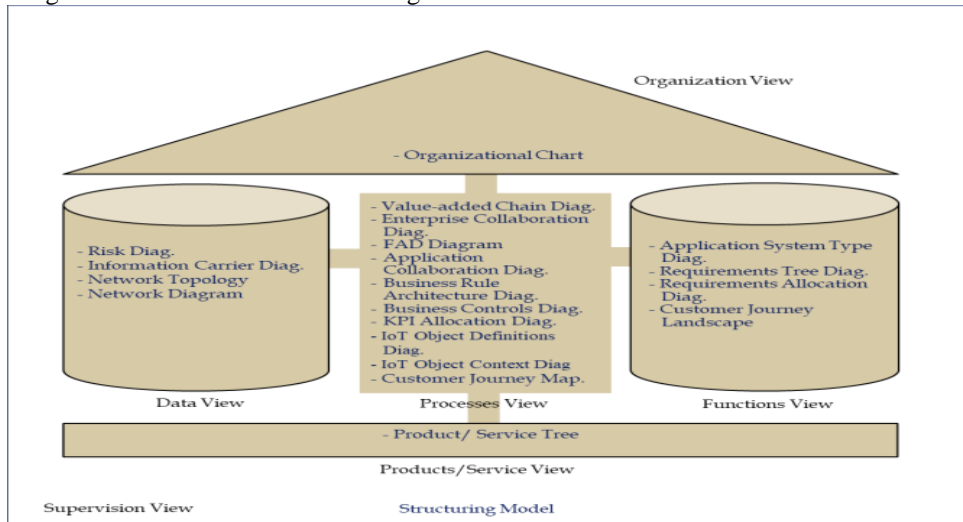 Organization View
- Organizational Chart
- Risk Diag.
- Information Carrier Diag.
- Network Topology
- Network Diagram
Data View
- Value-added Chain Diag.
- Enterprise Collaboration
Diag.
- FAD Diagram
- Application
Collaboration Diag.
- Business Rule
Architecture Diag.
- Business Controls Diag.
- KPI Allocation Diag.
- IoT Object Definitions
Diag.
- IoT Object Context Diag
- Customer Journey Map.
Processes View
- Application System Type
Diag.
- Requirements Tree Diag.
- Requirements Allocation
Diag.
- Customer Journey
Landscape
Functions View
- Product/ Service Tree
Products/Service View
Supervision View
Structuring Model